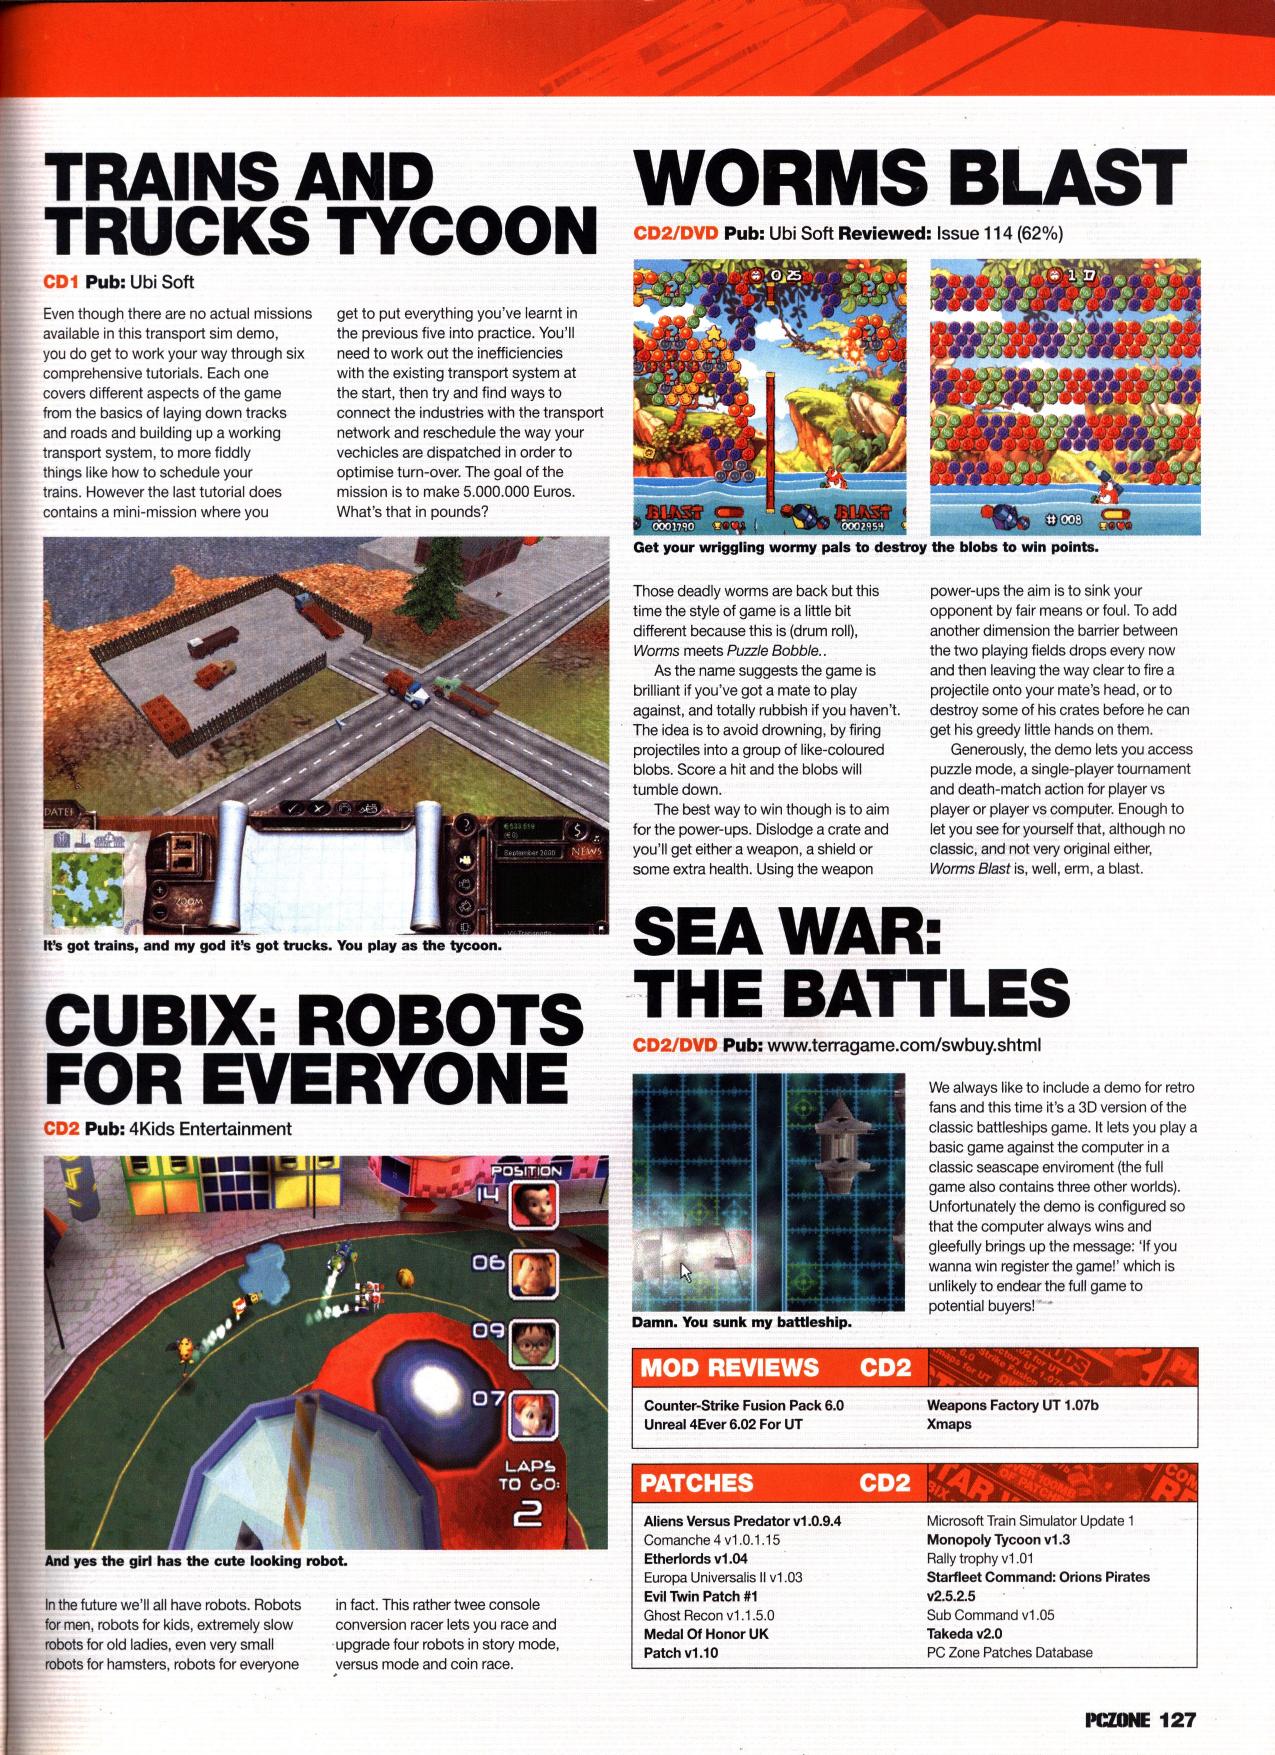 TRAINS AND
TRUCKS TYCOON
CD1 Pub: Ubi Soft
Even though there are no actual missions
available in this transport sim demo,
you do get to work your way through six
comprehensive tutorials. Each one
covers different aspects of the game
from the basics of laying down tracks
and roads and building up a working
transport system, to more fiddly
things like how to schedule your
trains. However the last tutorial does
contains a mini-mission where you
get to put everything you've learnt in
the previous five into practice. You'll
need to work out the inefficiencies
with the existing transport system at
the start, then try and find ways to
connect the industries with the transport
network and reschedule the way your
vechicles are dispatched in order to
optimise turn-over. The goal of the
mission is to make 5.000.000 Euros.
What's that in pounds?
DATE:
ZOOM
September 2000
NEWS
It's got trains, and my god it's got trucks. You play as the tycoon.
CUBIX: ROBOTS
FOR EVERYONE
CD2 Pub: 4Kids Entertainment
POSITION
14
06
09
07
LAPS
TO GO:
2
And yes the girl has the cute looking robot.
In the future we'll all have robots. Robots
for men, robots for kids, extremely slow
robots for old ladies, even very small
robots for hamsters, robots for everyone
in fact. This rather twee console
conversion racer lets you race and
upgrade four robots in story mode,
versus mode and coin race.
WORMS BLAST
CD2/DVD Pub: Ubi Soft Reviewed: Issue 114 (62%)
0 25
BLAST
0001790
BLAST
0002954
1 17
# 008
Get your wriggling wormy pals to destroy the blobs to win points.
Those deadly worms are back but this
time the style of game is a little bit
different because this is (drum roll),
Worms meets Puzzle Bobble..
As the name suggests the game is
brilliant if you've got a mate to play
against, and totally rubbish if you haven't.
The idea is to avoid drowning, by firing
projectiles into a group of like-coloured
blobs. Score a hit and the blobs will
tumble down.
The best way to win though is to aim
for the power-ups. Dislodge a crate and
you'll get either a weapon, a shield or
some extra health. Using the weapon
power-ups the aim is to sink your
opponent by fair means or foul. To add
another dimension the barrier between
the two playing fields drops every now
and then leaving the way clear to fire a
projectile onto your mate's head, or to
destroy some of his crates before he can
get his greedy little hands on them.
Generously, the demo lets you access
puzzle mode, a single-player tournament
and death-match action for player vs
player or player vs computer. Enough to
let you see for yourself that, although no
classic, and not very original either,
Worms Blast is, well, erm, a blast.
SEA WAR:
THE BATTLES
CD2/DVD Pub: www.terragame.com/swbuy.shtml
Damn. You sunk my battleship.
We always like to include a demo for retro
fans and this time it's a 3D version of the
classic battleships game. It lets you play a
basic game against the computer in a
classic seascape enviroment (the full
game also contains three other worlds).
Unfortunately the demo is configured so
that the computer always wins and
gleefully brings up the message: 'If you
wanna win register the game!' which is
unlikely to endear the full game to
potential buyers!
MOD REVIEWS CD2
Counter-Strike Fusion Pack 6.0
Unreal 4Ever 6.02 For UT
Weapons Factory UT 1.07b
Xmaps
PATCHES CD2
Aliens Versus Predator v1.0.9.4
Comanche 4 v1.0.1.15
Etherlords v1.04
Europa Universalis II v1.03
Evil Twin Patch #1
Ghost Recon v1.1.5.0
Medal Of Honor UK
Patch v1.10
Microsoft Train Simulator Update 1
Monopoly Tycoon v1.3
Rally trophy v1.01
Starfleet Command: Orions Pirates
v2.5.2.5
Sub Command v1.05
Takeda v2.0
PC Zone Patches Database
PCZONE 127